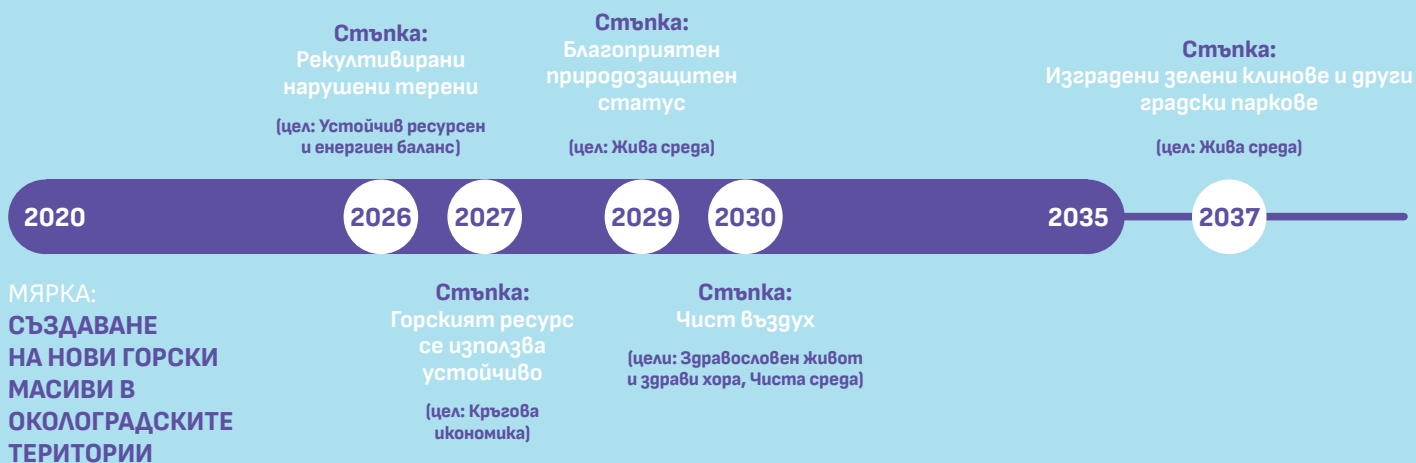 Стъпка:
Рекултивирани
нарушени терени
(цел: Устойчив ресурсен
и енергиен баланс)
Стъпка:
Благоприятен
природозащитен
статус
(цел: Жива среда)
Стъпка:
Изградени зелени клинове и други
градски паркове
(цел: Жива среда)
2020
2026
2027
2029
2030
2035
2037
МЯРКА:
СЪЗДАВАНЕ
НА НОВИ ГОРСКИ
МАСИВИ В
ОКОЛОГРАДСКИТЕ
ТЕРИТОРИИ
Стъпка:
Горският ресурс
се използва
устойчиво
(цел: Кръгова
икономика)
Стъпка:
Чист въздух
(цели: Здравословен живот
и здрави хора, Чиста среда)